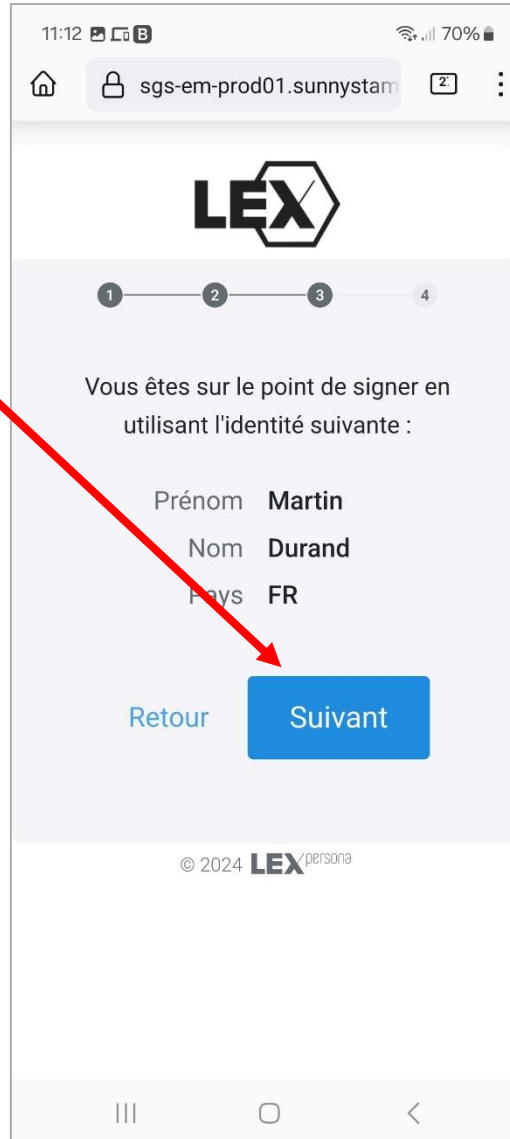 11:12 B 70%
sgs-em-prod01.sunnystam 2
LEX
1 2 3 4
Vous êtes sur le point de signer en
utilisant l'identité suivante :
Prénom Martin
Nom Durand
Pays FR
Retour Suivant
© 2024 LEX persona